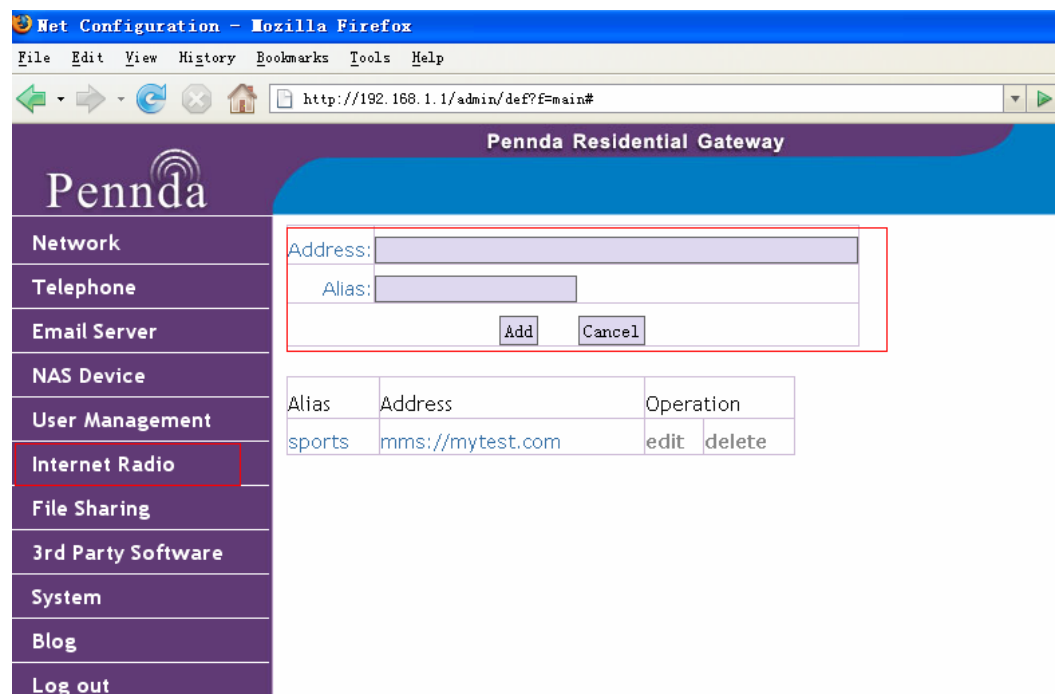 Net Configuration - Mozilla Firefox
File Edit View History Bookmarks Tools Help
http://192.168.1.1/admin/def?f=main#
Pennda Residential Gateway
Pennda
Network
Telephone
Email Server
NAS Device
User Management
Internet Radio
File Sharing
3rd Party Software
System
Blog
Log out
Address:
Alias:
Add Cancel
Alias Address Operation
sports mms://mytest.com edit delete